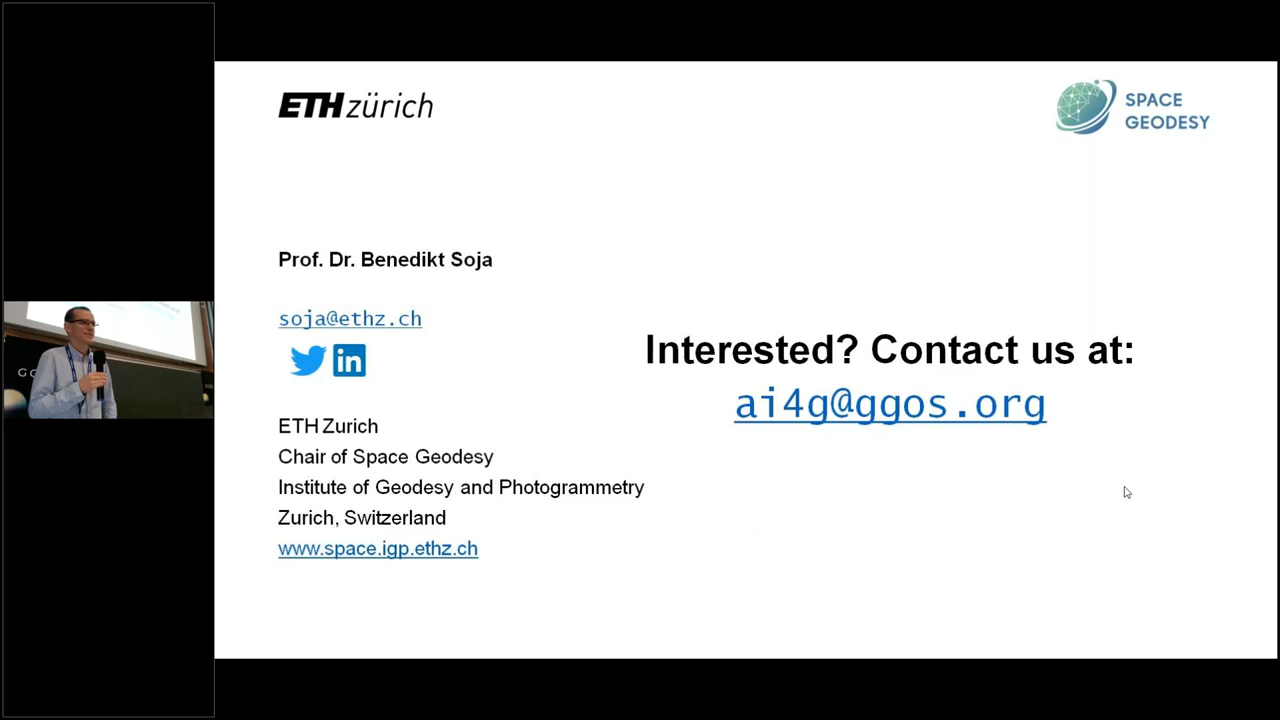 ETH zürich
SPACE
GEODESY
Prof. Dr. Benedikt Soja
soja@ethz.ch
in
Interested? Contact us at:
ai4g@ggos.org
ETH Zurich
Chair of Space Geodesy
Institute of Geodesy and Photogrammetry
Zurich, Switzerland
www.space.igp.ethz.ch